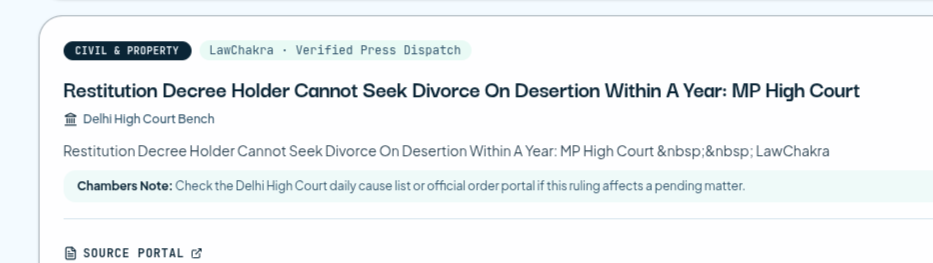 CIVIL & PROPERTY LawChakra · Verified Press Dispatch
Restitution Decree Holder Cannot Seek Divorce On Desertion Within A Year: MP High Court
Delhi High Court Bench
Restitution Decree Holder Cannot Seek Divorce On Desertion Within A Year: MP High Court &nbsp;&nbsp; LawChakra
Chambers Note: Check the Delhi High Court daily cause list or official order portal if this ruling affects a pending matter.
SOURCE PORTAL